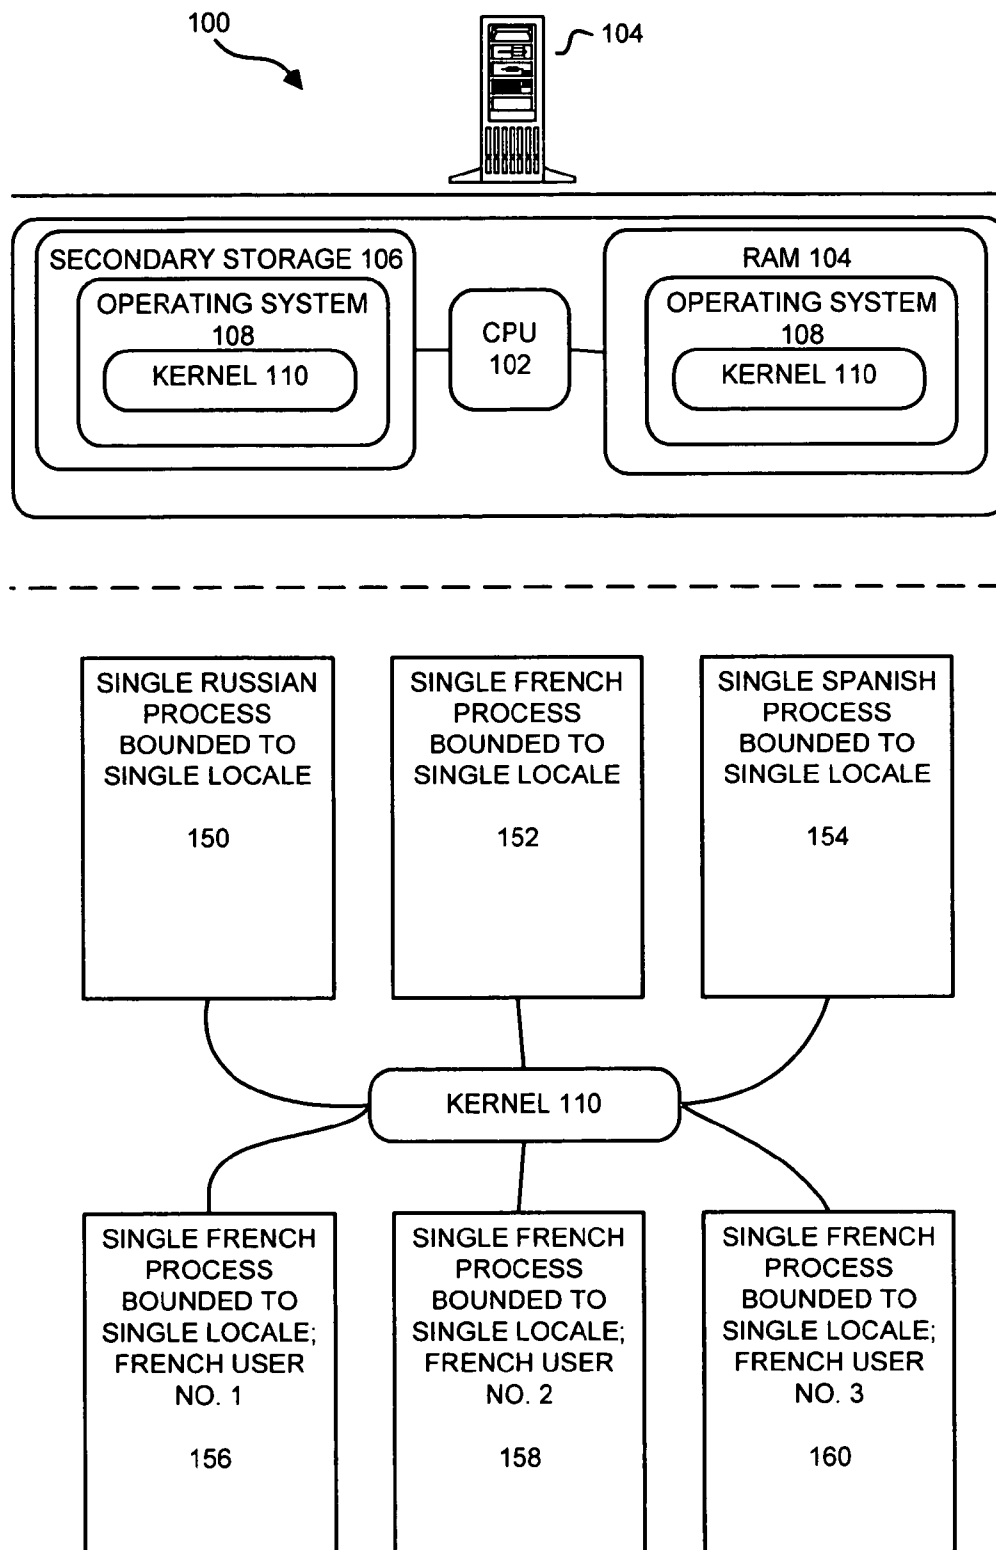 100
104
SECONDARY STORAGE 106
OPERATING SYSTEM
108
KERNEL 110
CPU
102
RAM 104
OPERATING SYSTEM
108
KERNEL 110
SINGLE RUSSIAN
PROCESS
BOUNDED TO
SINGLE LOCALE
150
SINGLE FRENCH
PROCESS
BOUNDED TO
SINGLE LOCALE
152
SINGLE SPANISH
PROCESS
BOUNDED TO
SINGLE LOCALE
154
KERNEL 110
SINGLE FRENCH
PROCESS
BOUNDED TO
SINGLE LOCALE;
FRENCH USER
NO. 1
156
SINGLE FRENCH
PROCESS
BOUNDED TO
SINGLE LOCALE;
FRENCH USER
NO. 2
158
SINGLE FRENCH
PROCESS
BOUNDED TO
SINGLE LOCALE;
FRENCH USER
NO. 3
160